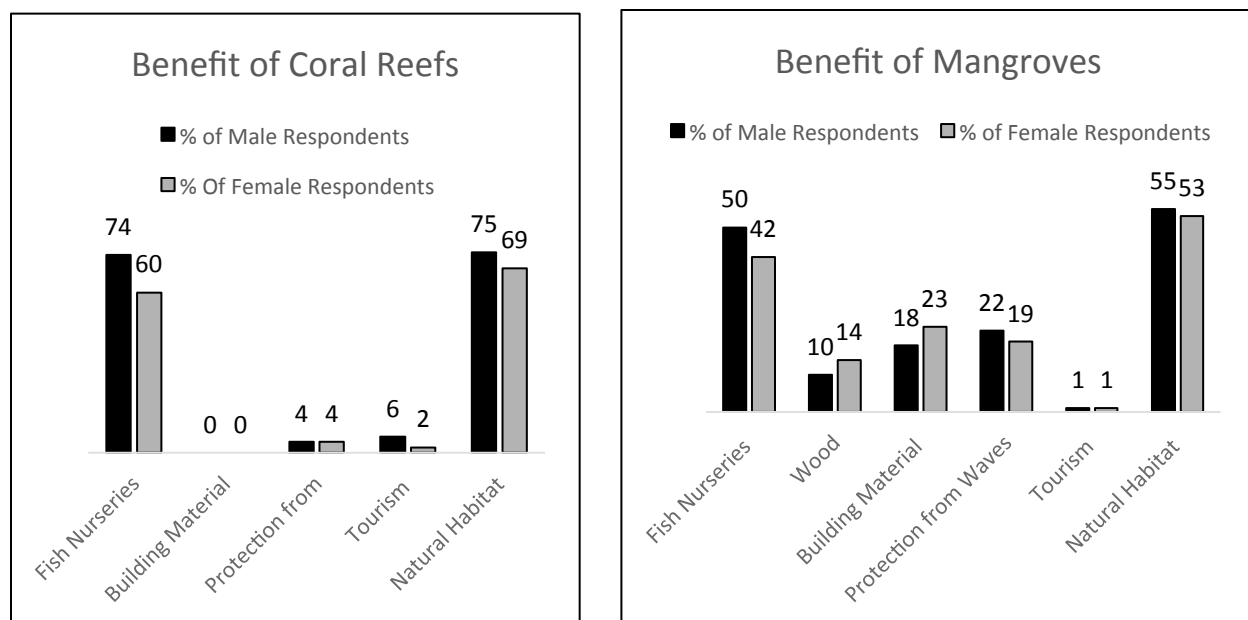 Benefit of Coral Reefs
% of Male Respondents
% Of Female Respondents
74
60
0
0
4
4
6
2
75
69
Fish Nurseries
Building Material
Protection from
Tourism
Natural Habitat
Benefit of Mangroves
% of Male Respondents
% of Female Respondents
50
42
10
14
18
23
22
19
1
1
55
53
Fish Nurseries
Wood
Building Material
Protection from Waves
Tourism
Natural Habitat